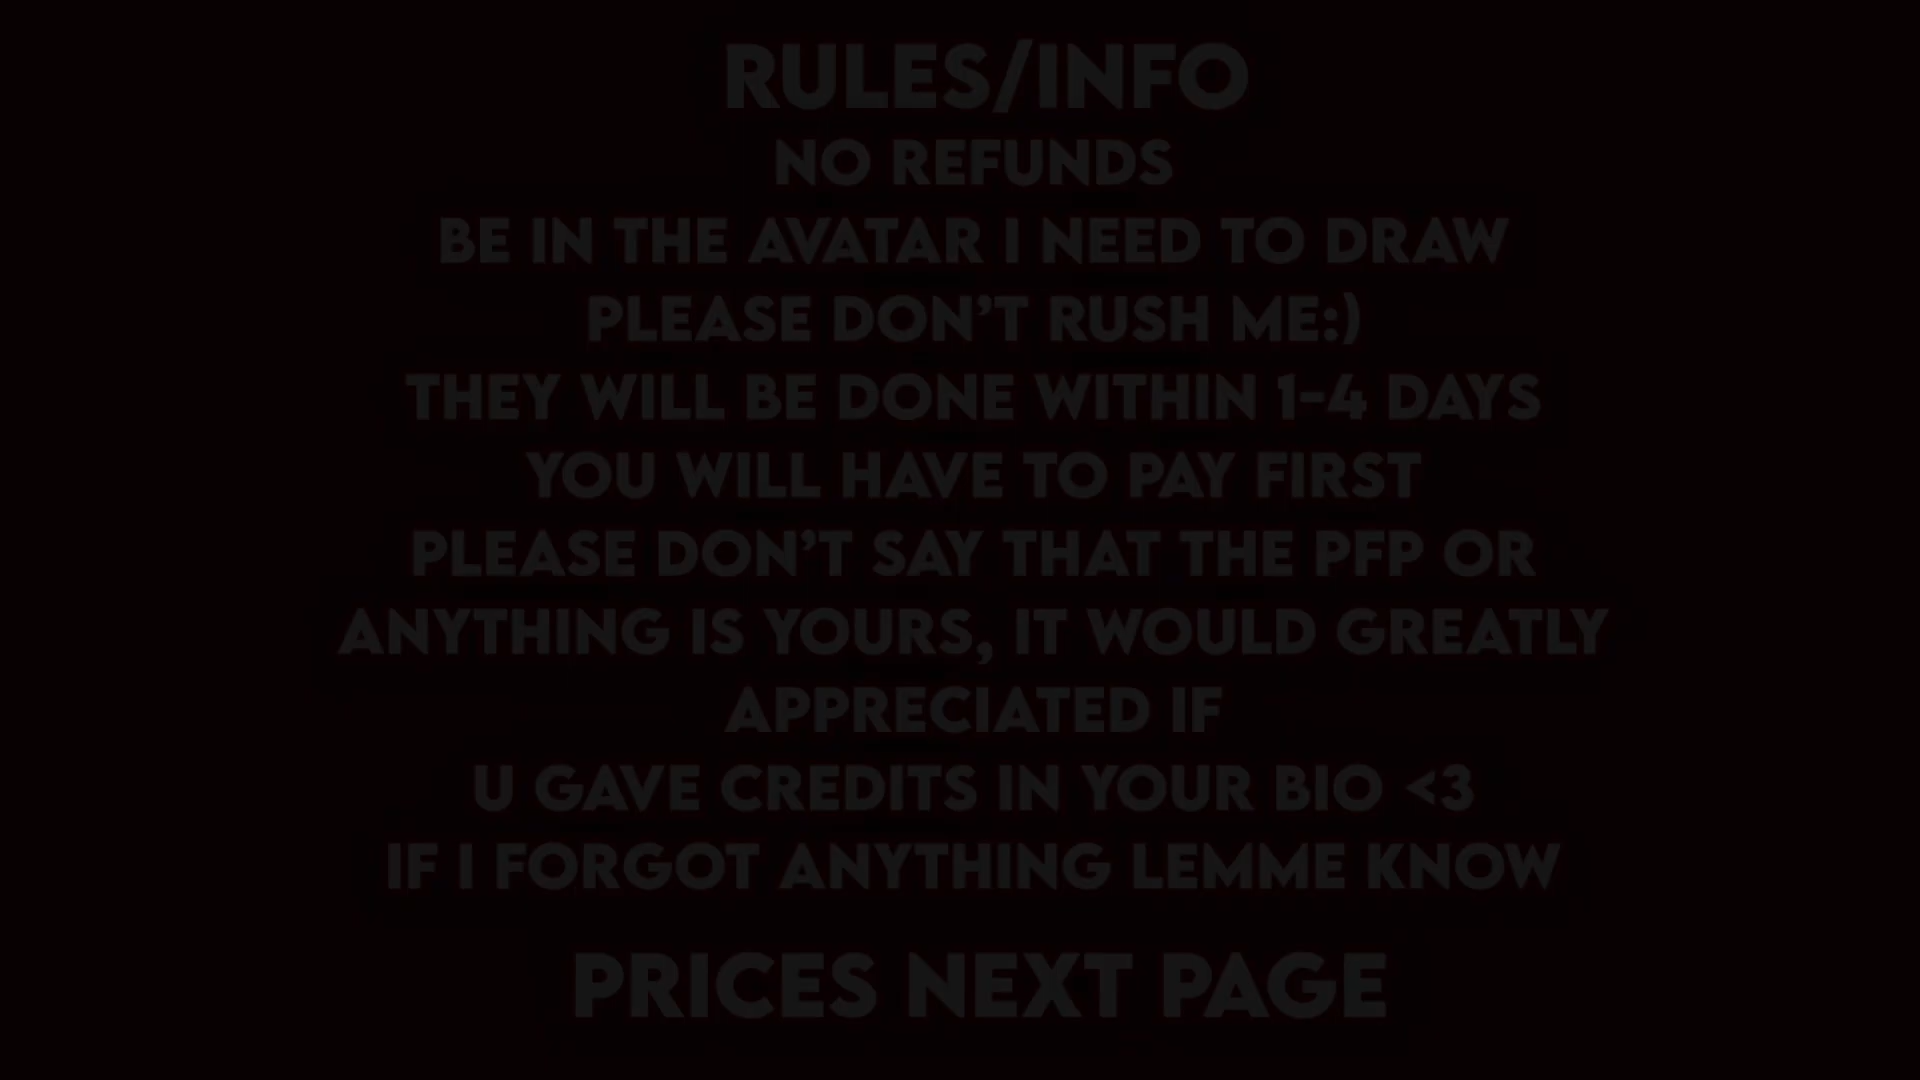 RULES/INFO
NO REFUNDS
BE IN THE AVATAR I NEED TO DRAW
PLEASE DON'T RUSH ME:)
THEY WILL BE DONE WITHIN 1-4 DAYS
YOU WILL HAVE TO PAY FIRST
PLEASE DON'T SAY THAT THE PFP OR
ANYTHING IS YOURS, IT WOULD GREATLY
APPRECIATED IF
U GAVE CREDITS IN YOUR BIO <3
IF I FORGOT ANYTHING LEMME KNOW
PRICES NEXT PAGE